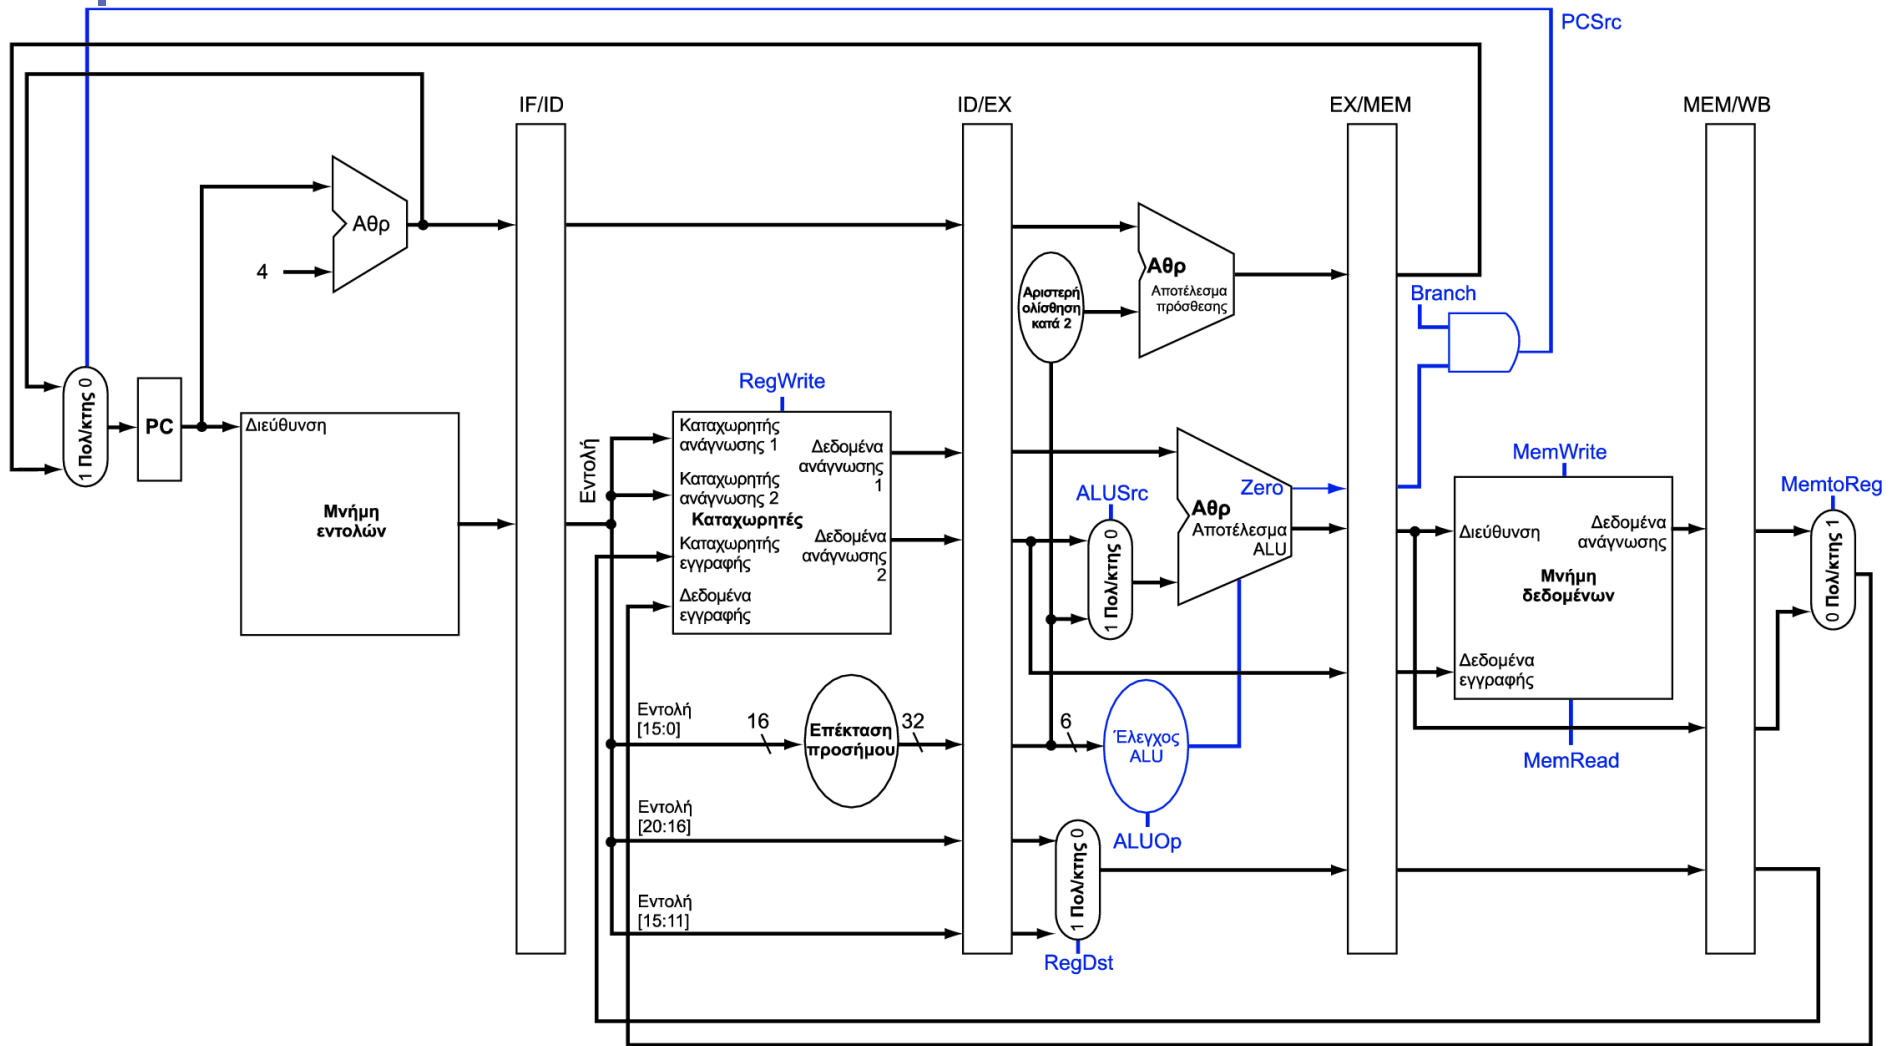 PCSrc
IF/ID
ID/EX
EX/MEM
MEM/WB
Αθρ
4
Αθρ
Αποτέλεσμα
πρόσθεσης
Αριστερή
ολίσθηση
κατά 2
Branch
RegWrite
1 Πολ/κτης 0
PC
Διεύθυνση
Μνήμη
εντολών
Εντολή
Καταχωρητής
ανάγνωσης 1
Καταχωρητής
ανάγνωσης 2
Καταχωρητές
Καταχωρητής
εγγραφής
Δεδομένα
εγγραφής
Δεδομένα
ανάγνωσης
1
Δεδομένα
ανάγνωσης
2
ALUSrc
1 Πολ/κτης 0
Zero
Αθρ
Αποτέλεσμα
ALU
MemWrite
Διεύθυνση
Δεδομένα
ανάγνωσης
Μνήμη
δεδομένων
Δεδομένα
εγγραφής
MemRead
MemtoReg
0 Πολ/κτης 1
Εντολή
[15:0]
16
Επέκταση
προσήμου
32
6
Έλεγχος
ALU
ALUOp
Εντολή
[20:16]
Εντολή
[15:11]
1 Πολ/κτης 0
RegDst